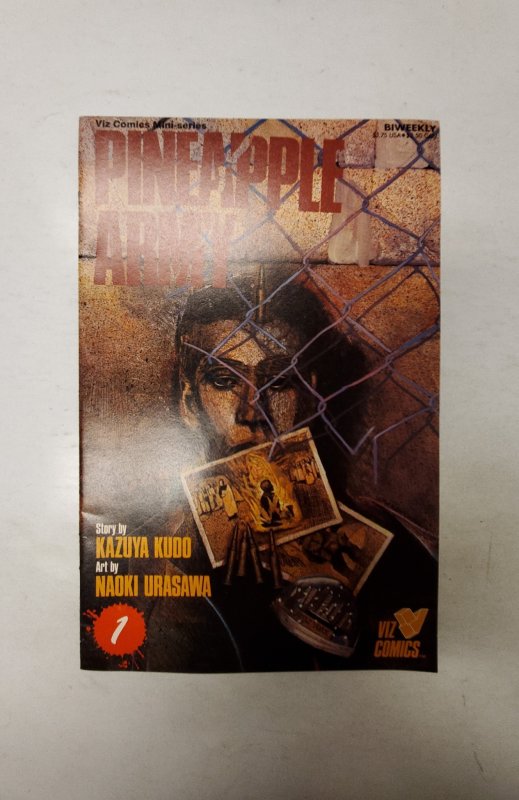 Viz Comics Mini-series
BIWEEKLY
PINEAPPLE
ARMY
Story by
KAZUYA KUDO
Art by
NAOKI URASAWA
1
VIZ
COMICS